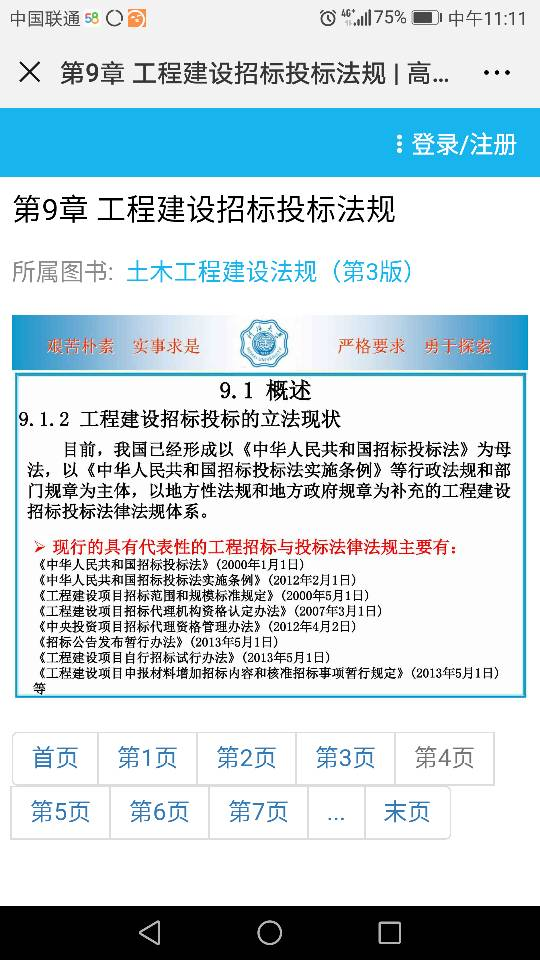 中国联通 58 4G+ 75% 中午11:11
第9章 工程建设招标投标法规 | 高...
登录/注册
第9章 工程建设招标投标法规
所属图书: 土木工程建设法规（第3版）
艰苦朴素 实事求是 严格要求 勇于探索
9.1 概述
9.1.2 工程建设招标投标的立法现状
目前，我国已经形成以《中华人民共和国招标投标法》为母
法，以《中华人民共和国招标投标法实施条例》等行政法规和部
门规章为主体，以地方性法规和地方政府规章为补充的工程建设
招标投标法律法规体系。
➢ 现行的具有代表性的工程招标与投标法律法规主要有：
《中华人民共和国招标投标法》(2000年1月1日)
《中华人民共和国招标投标法实施条例》(2012年2月1日)
《工程建设项目招标范围和规模标准规定》(2000年5月1日)
《工程建设项目招标代理机构资格认定办法》(2007年3月1日)
《中央投资项目招标代理资格管理办法》(2012年4月2日)
《招标公告发布暂行办法》(2013年5月1日)
《工程建设项目自行招标试行办法》(2013年5月1日)
《工程建设项目申报材料增加招标内容和核准招标事项暂行规定》(2013年5月1日)
等
首页 第1页 第2页 第3页 第4页
第5页 第6页 第7页 ... 末页